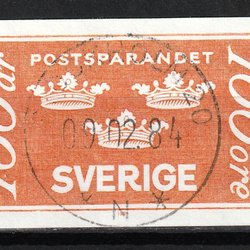 100 år
POSTSPARANDET
100 öre
09.02.84
SVERIGE
N